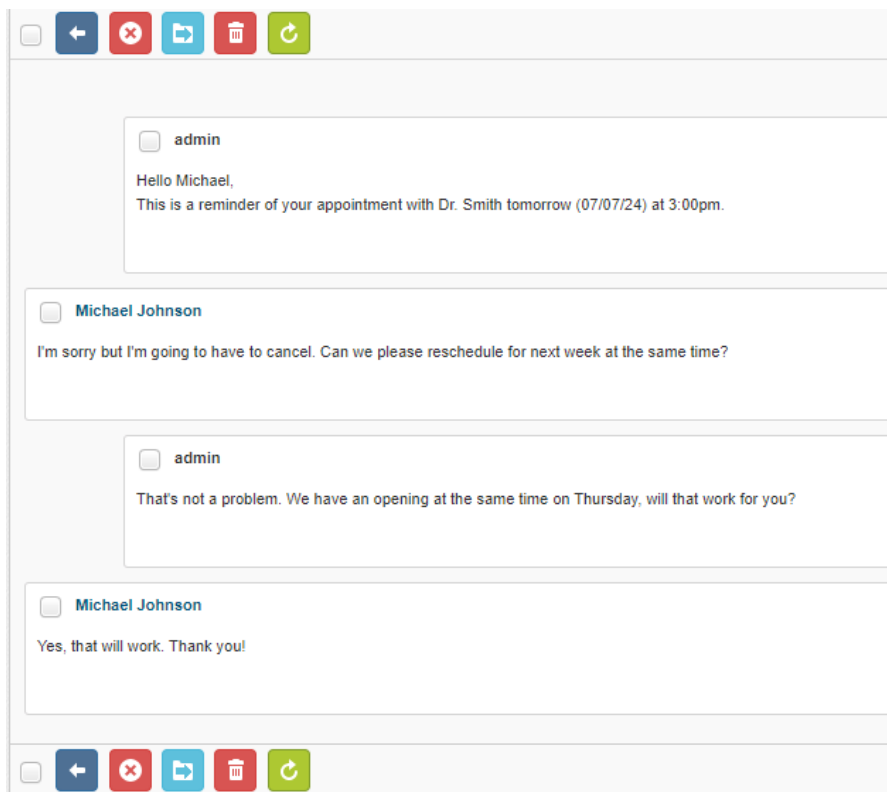 admin
Hello Michael,
This is a reminder of your appointment with Dr. Smith tomorrow (07/07/24) at 3:00pm.
Michael Johnson
I'm sorry but I'm going to have to cancel. Can we please reschedule for next week at the same time?
admin
That's not a problem. We have an opening at the same time on Thursday, will that work for you?
Michael Johnson
Yes, that will work. Thank you!